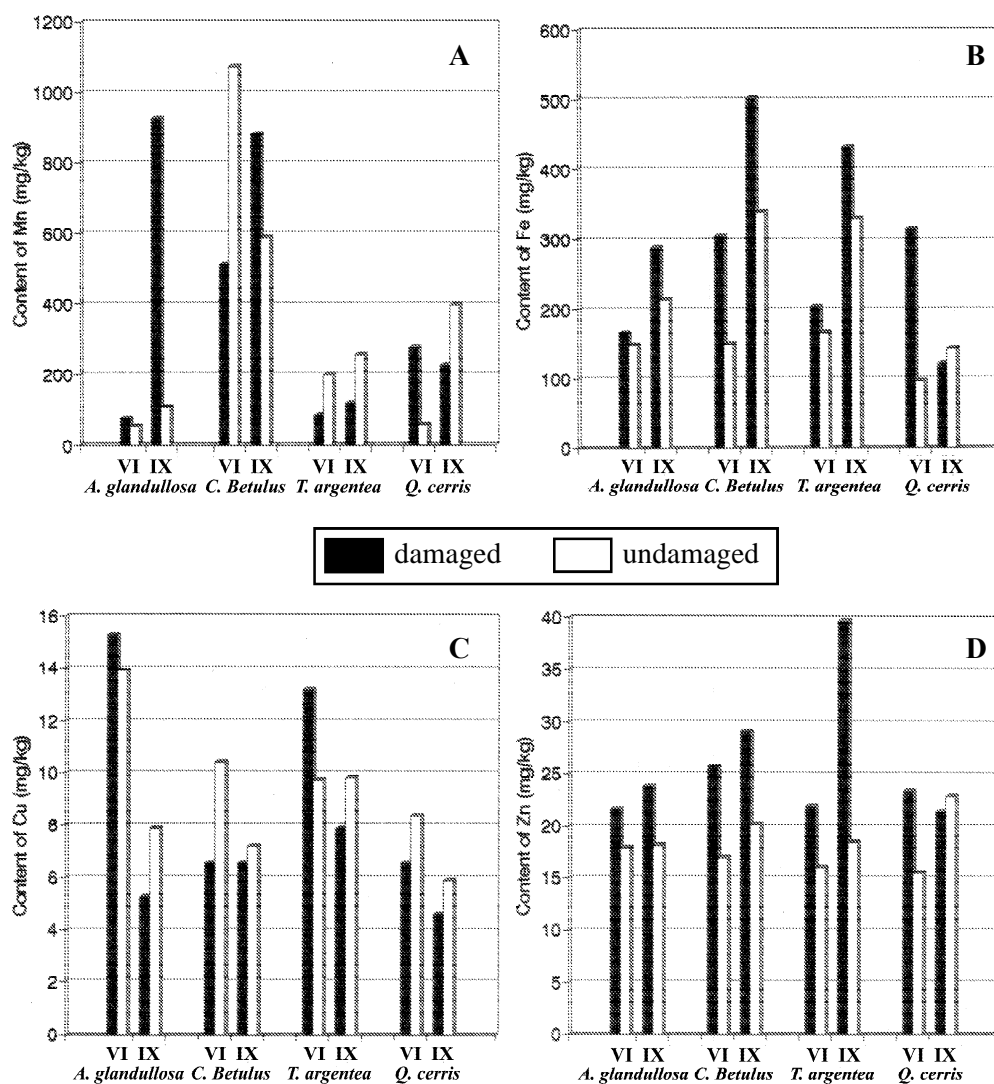 A
Content of Mn (mg/kg)
1200
1000
800
600
400
200
0
VI IX VI IX VI IX VI IX
A. glandullosa C. Betulus T. argentea Q. cerris
B
Content of Fe (mg/kg)
600
500
400
300
200
100
0
VI IX VI IX VI IX VI IX
A. glandullosa C. Betulus T. argentea Q. cerris
damaged undamaged
C
Content of Cu (mg/kg)
16
14
12
10
8
6
4
2
0
VI IX VI IX VI IX VI IX
A. glandullosa C. Betulus T. argentea Q. cerris
D
Content of Zn (mg/kg)
40
35
30
25
20
15
10
5
0
VI IX VI IX VI IX VI IX
A. glandullosa C. Betulus T. argentea Q. cerris